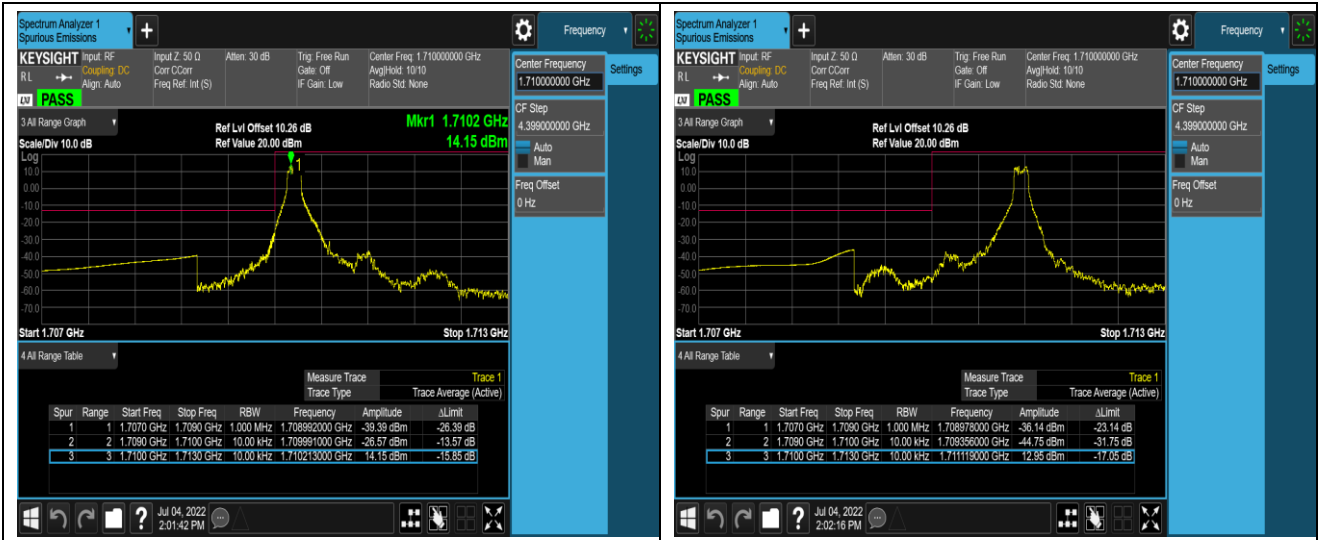 Spectrum Analyzer 1
Spurious Emissions
+
Frequency
KEYSIGHT Input: RF Input Z: 50 Ω Atten: 30 dB Trig: Free Run Center Freq: 1.710000000 GHz
R L Coupling: DC Corr CCorr Gate: Off Avg|Hold: 10/10
Align: Auto Freq Ref: Int (S) IF Gain: Low Radio Std: None
LXI PASS
Center Frequency
1.710000000 GHz
Settings
CF Step
4.399000000 GHz
Auto
Man
Freq Offset
0 Hz
3 All Range Graph
Ref Lvl Offset 10.26 dB
Mkr1 1.7102 GHz
Scale/Div 10.0 dB Ref Value 20.00 dBm 14.15 dBm
Log
1
10.0
0.00
-10.0
-20.0
-30.0
-40.0
-50.0
-60.0
-70.0
Start 1.707 GHz Stop 1.713 GHz
4 All Range Table
Measure Trace Trace 1
Trace Type Trace Average (Active)
Spur Range Start Freq Stop Freq RBW Frequency Amplitude ΔLimit
1 1 1.7070 GHz 1.7090 GHz 1.000 MHz 1.708992000 GHz -39.39 dBm -26.39 dB
2 2 1.7090 GHz 1.7100 GHz 10.00 kHz 1.709991000 GHz -26.57 dBm -13.57 dB
3 3 1.7100 GHz 1.7130 GHz 10.00 kHz 1.710213000 GHz 14.15 dBm -15.85 dB
?
Jul 04, 2022
2:01:42 PM
Spectrum Analyzer 1
Spurious Emissions
+
Frequency
KEYSIGHT Input: RF Input Z: 50 Ω Atten: 30 dB Trig: Free Run Center Freq: 1.710000000 GHz
R L Coupling: DC Corr CCorr Gate: Off Avg|Hold: 10/10
Align: Auto Freq Ref: Int (S) IF Gain: Low Radio Std: None
LXI PASS
Center Frequency
1.710000000 GHz
Settings
CF Step
4.399000000 GHz
Auto
Man
Freq Offset
0 Hz
3 All Range Graph
Ref Lvl Offset 10.26 dB
Scale/Div 10.0 dB Ref Value 20.00 dBm
Log
10.0
0.00
-10.0
-20.0
-30.0
-40.0
-50.0
-60.0
-70.0
Start 1.707 GHz Stop 1.713 GHz
4 All Range Table
Measure Trace Trace 1
Trace Type Trace Average (Active)
Spur Range Start Freq Stop Freq RBW Frequency Amplitude ΔLimit
1 1 1.7070 GHz 1.7090 GHz 1.000 MHz 1.708978000 GHz -36.14 dBm -23.14 dB
2 2 1.7090 GHz 1.7100 GHz 10.00 kHz 1.709356000 GHz -44.75 dBm -31.75 dB
3 3 1.7100 GHz 1.7130 GHz 10.00 kHz 1.711119000 GHz 12.95 dBm -17.05 dB
?
Jul 04, 2022
2:02:16 PM